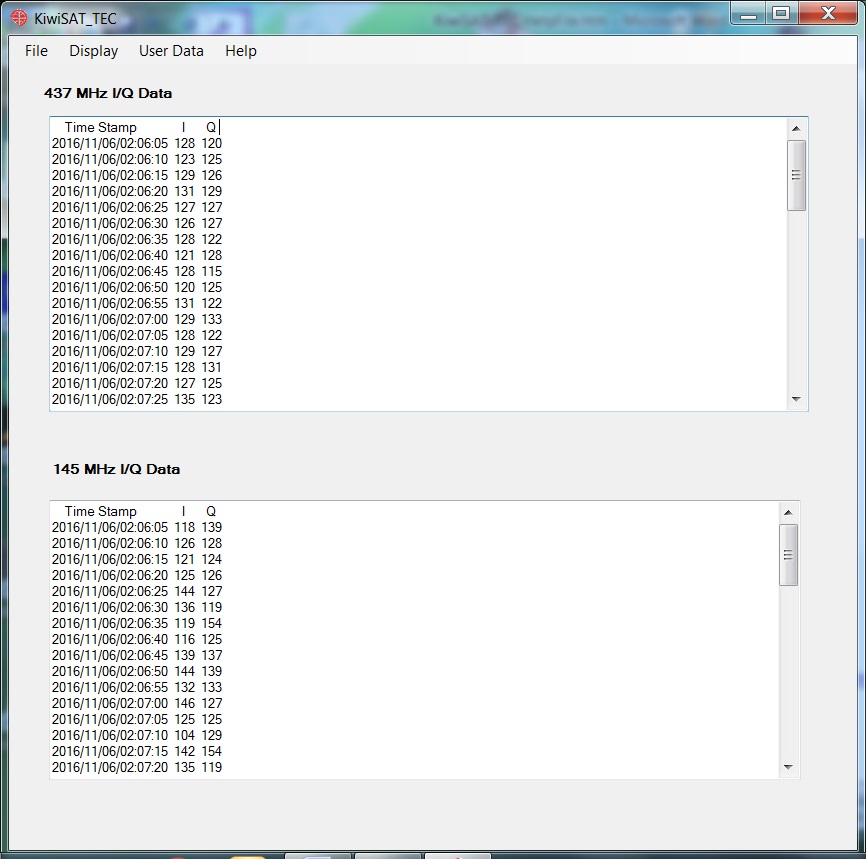 KiwiSAT_TEC
File Display User Data Help
437 MHz I/Q Data
Time Stamp I Q
2016/11/06/02:06:05 128 120
2016/11/06/02:06:10 123 125
2016/11/06/02:06:15 129 126
2016/11/06/02:06:20 131 129
2016/11/06/02:06:25 127 127
2016/11/06/02:06:30 126 127
2016/11/06/02:06:35 128 122
2016/11/06/02:06:40 121 128
2016/11/06/02:06:45 128 115
2016/11/06/02:06:50 120 125
2016/11/06/02:06:55 131 122
2016/11/06/02:07:00 129 133
2016/11/06/02:07:05 128 122
2016/11/06/02:07:10 129 127
2016/11/06/02:07:15 128 131
2016/11/06/02:07:20 127 125
2016/11/06/02:07:25 135 123
145 MHz I/Q Data
Time Stamp I Q
2016/11/06/02:06:05 118 139
2016/11/06/02:06:10 126 128
2016/11/06/02:06:15 121 124
2016/11/06/02:06:20 125 126
2016/11/06/02:06:25 144 127
2016/11/06/02:06:30 136 119
2016/11/06/02:06:35 119 154
2016/11/06/02:06:40 116 125
2016/11/06/02:06:45 139 137
2016/11/06/02:06:50 144 139
2016/11/06/02:06:55 132 133
2016/11/06/02:07:00 146 127
2016/11/06/02:07:05 125 125
2016/11/06/02:07:10 104 129
2016/11/06/02:07:15 142 154
2016/11/06/02:07:20 135 119